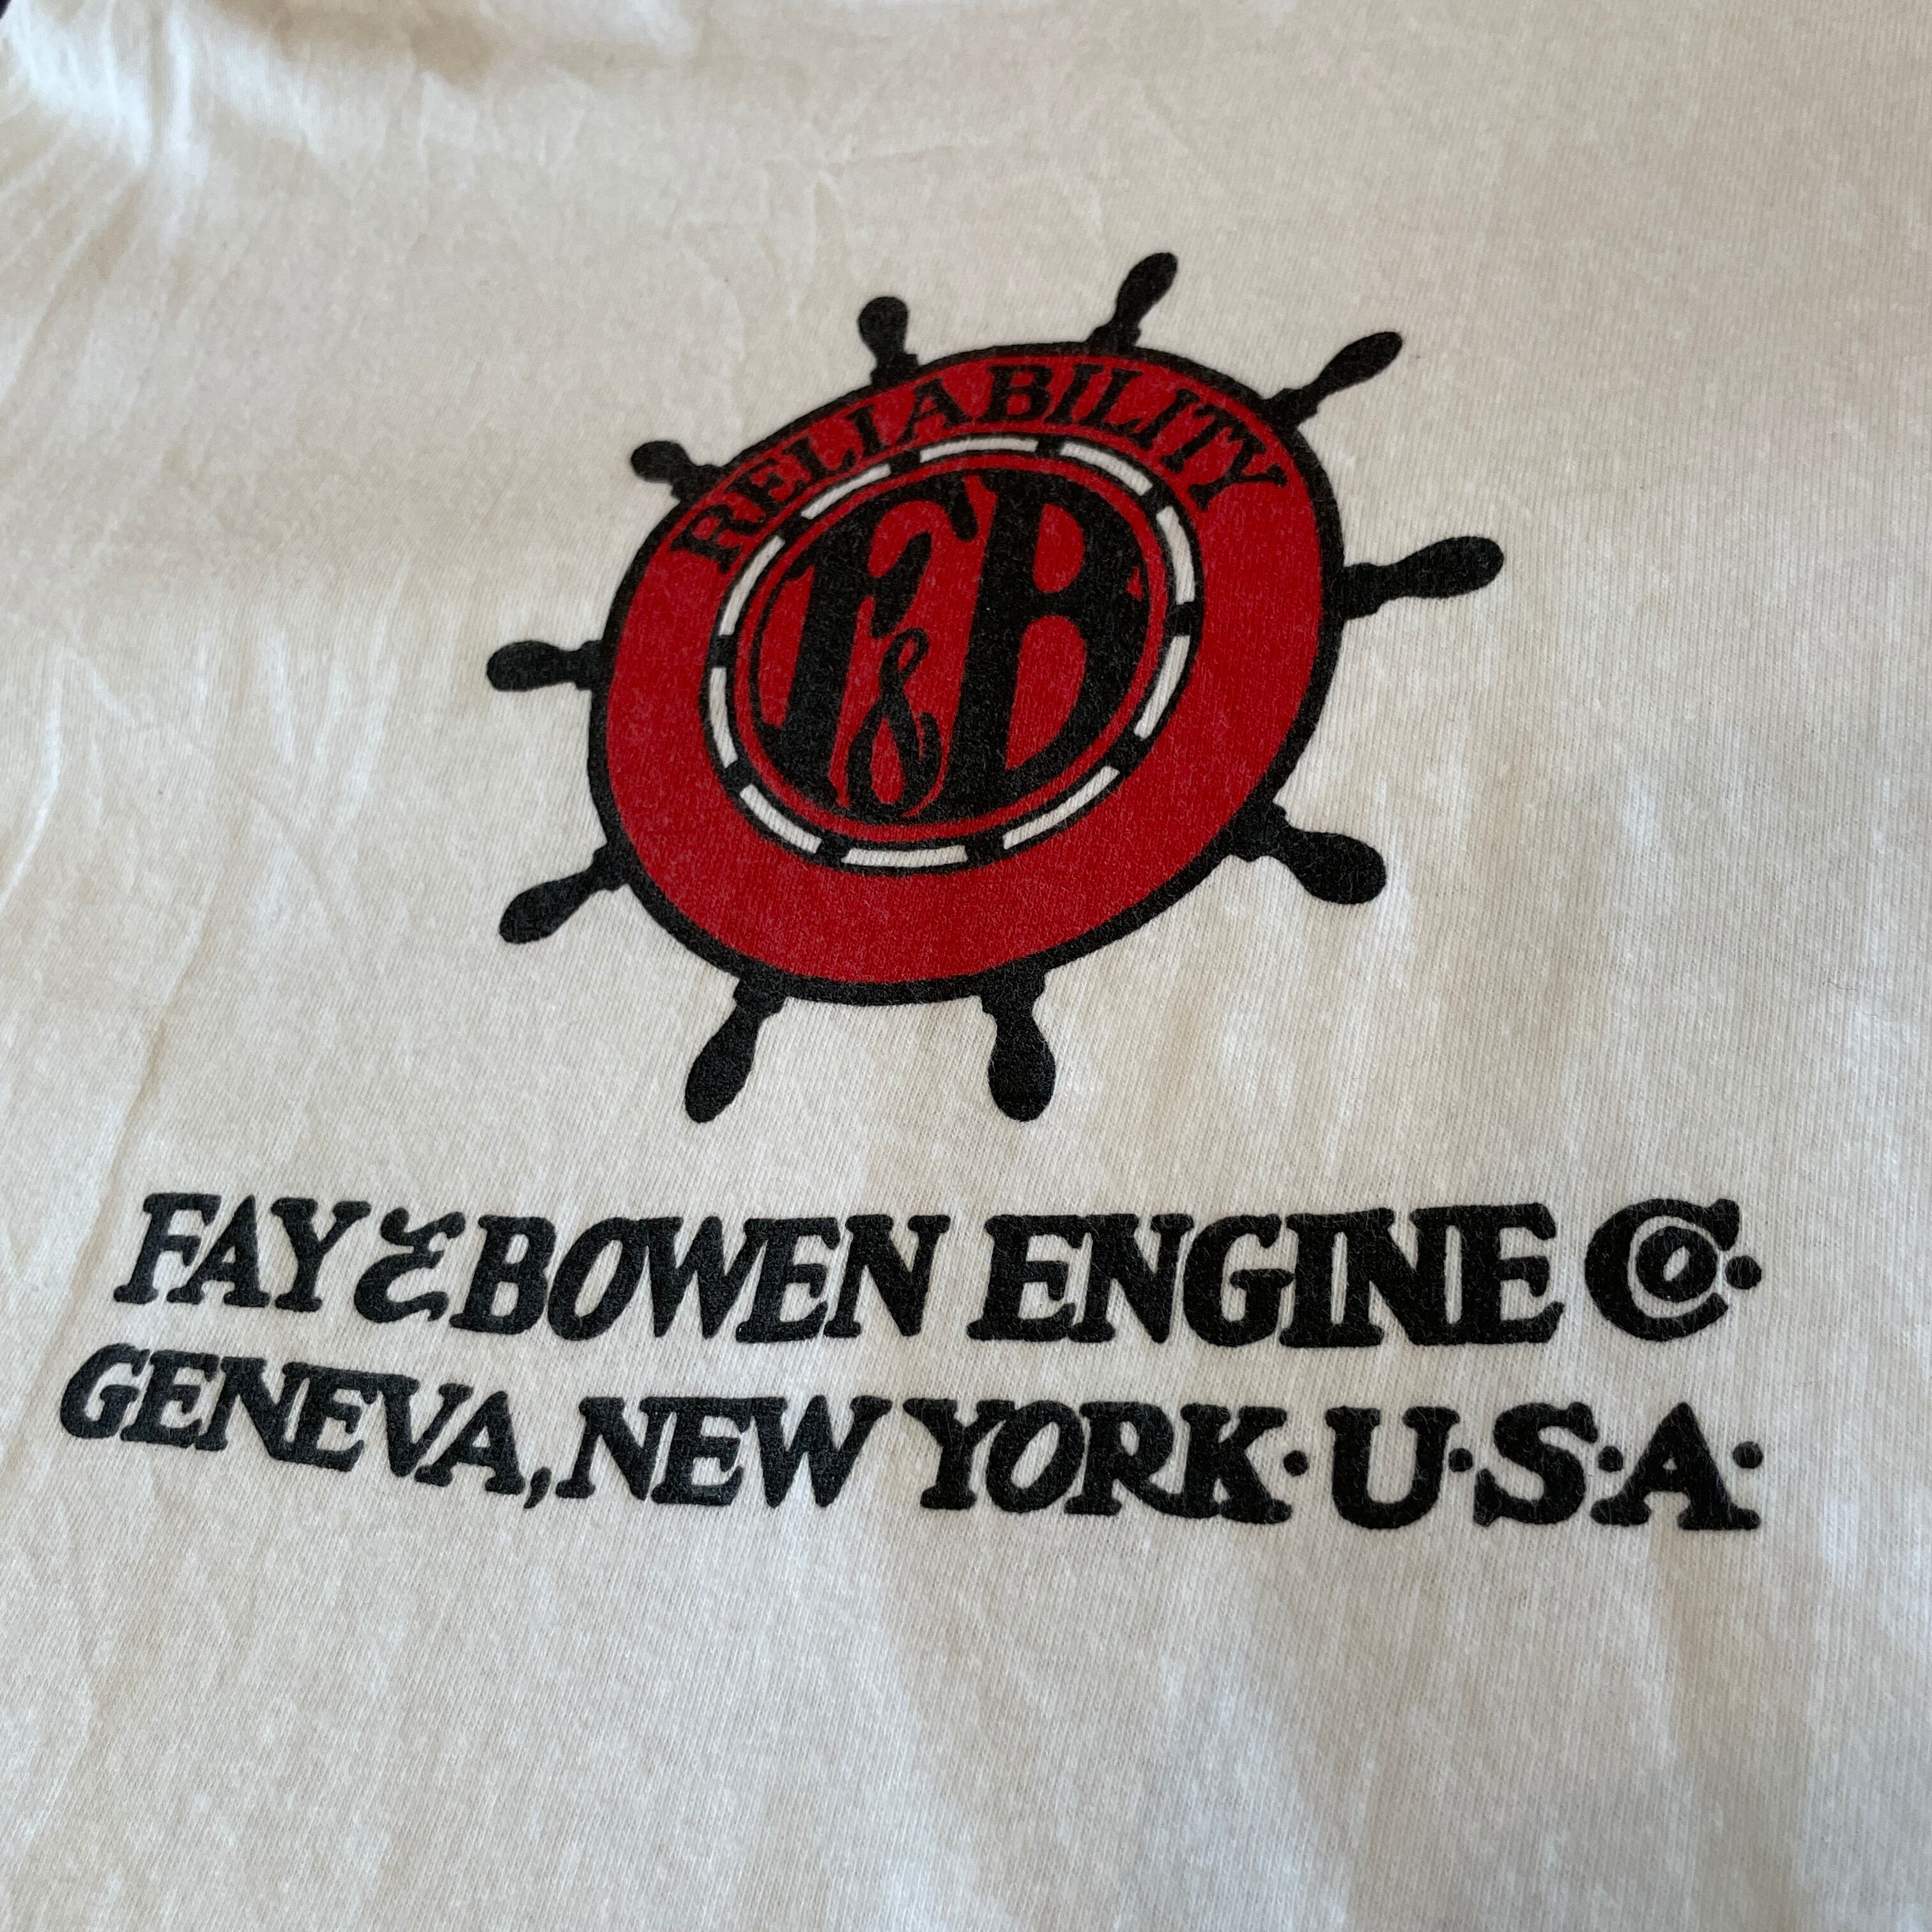 RELIABILITY
F&B
FAY & BOWEN ENGINE Co.
GENEVA, NEW YORK·U·S·A·